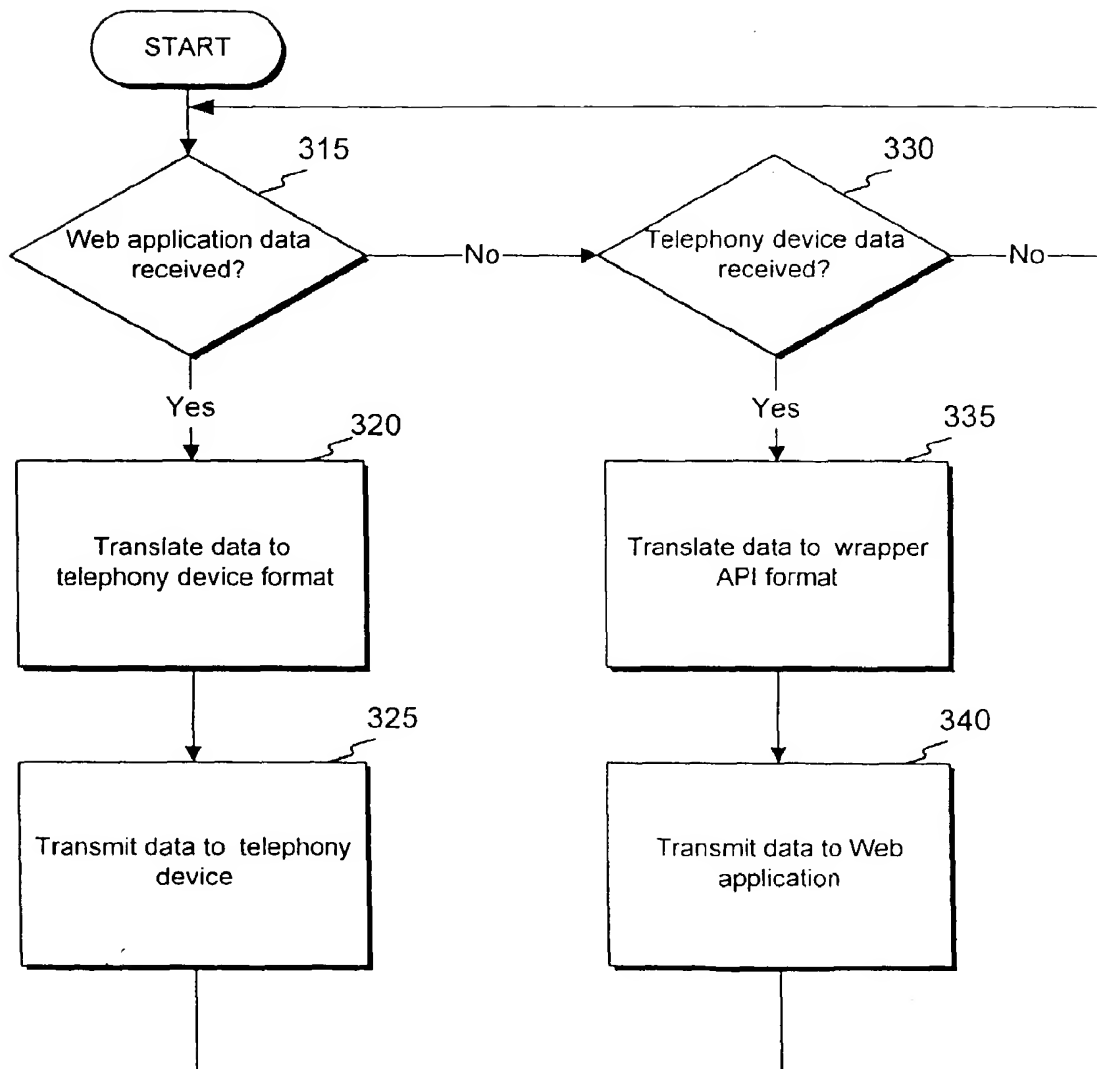 START
315
330
Web application data
received?
No
Telephony device data
received?
No
Yes
Yes
320
335
Translate data to
telephony device format
Translate data to wrapper
API format
325
340
Transmit data to telephony
device
Transmit data to Web
application